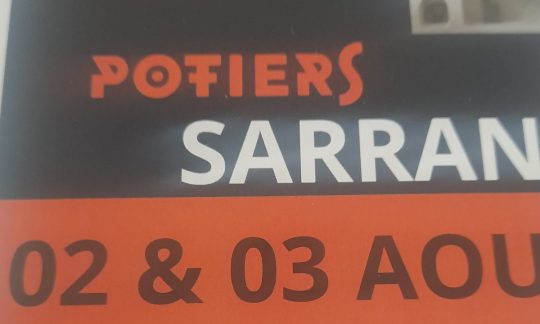 POTIERS
SARRAN
02 & 03 AOU